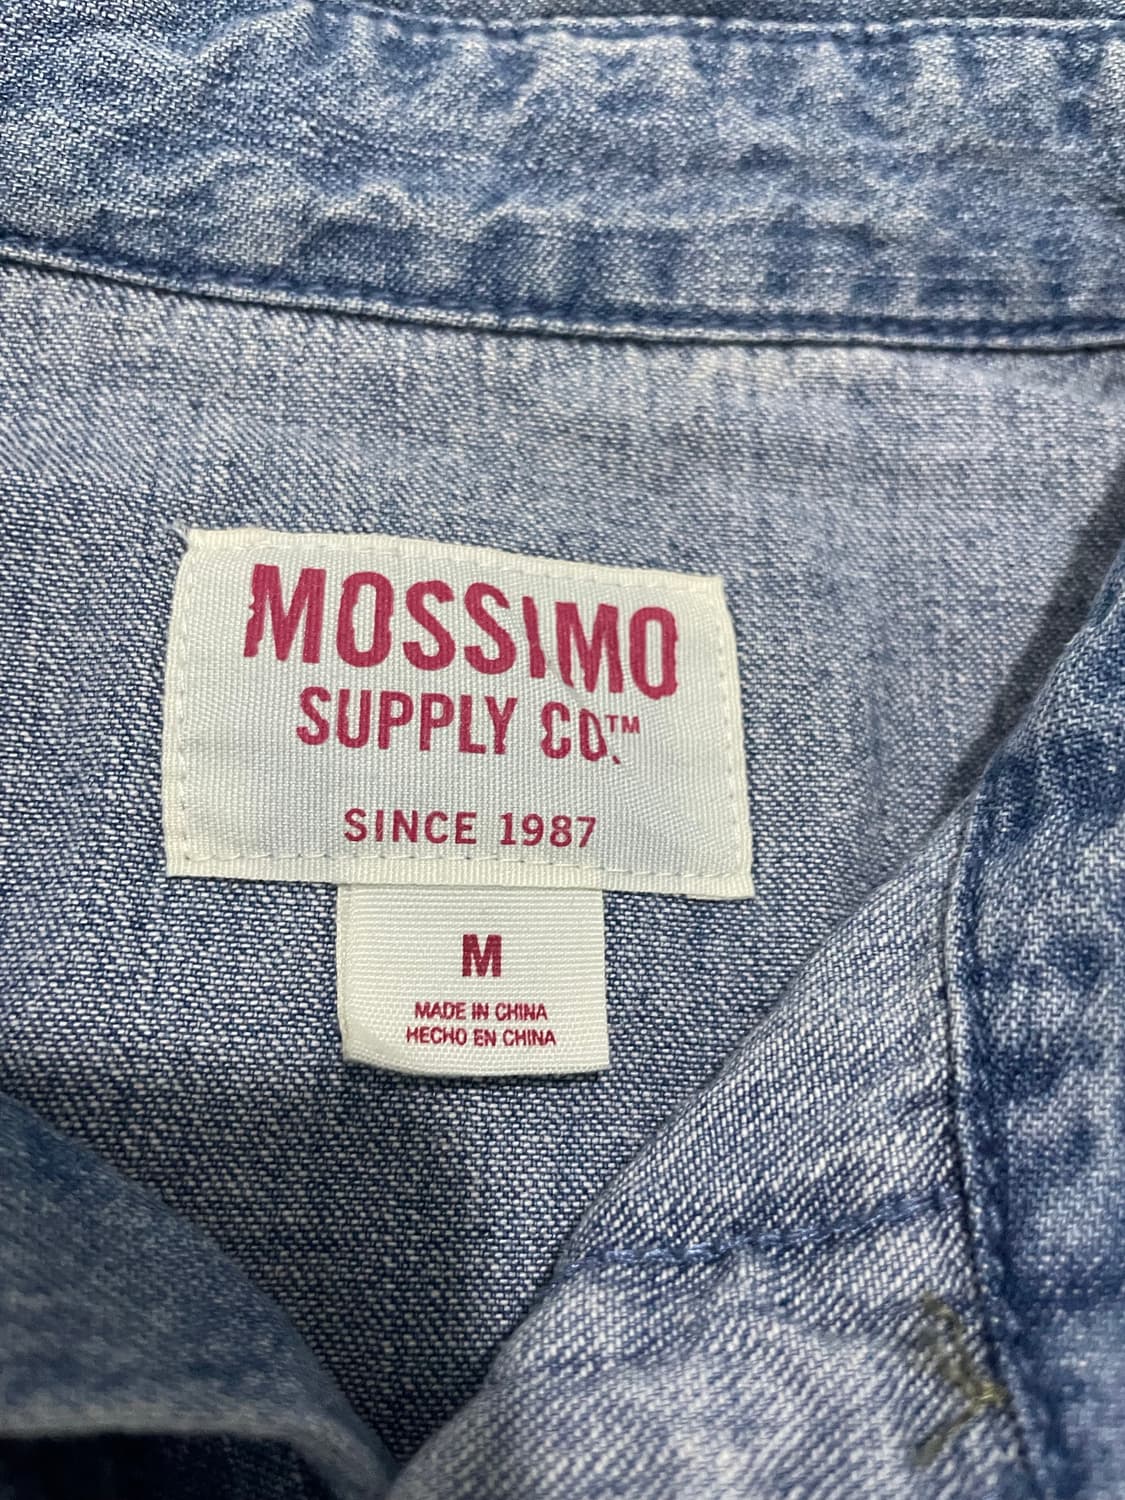 MOSSIMO
SUPPLY CO.™
SINCE 1987
M
MADE IN CHINA
HECHO EN CHINA